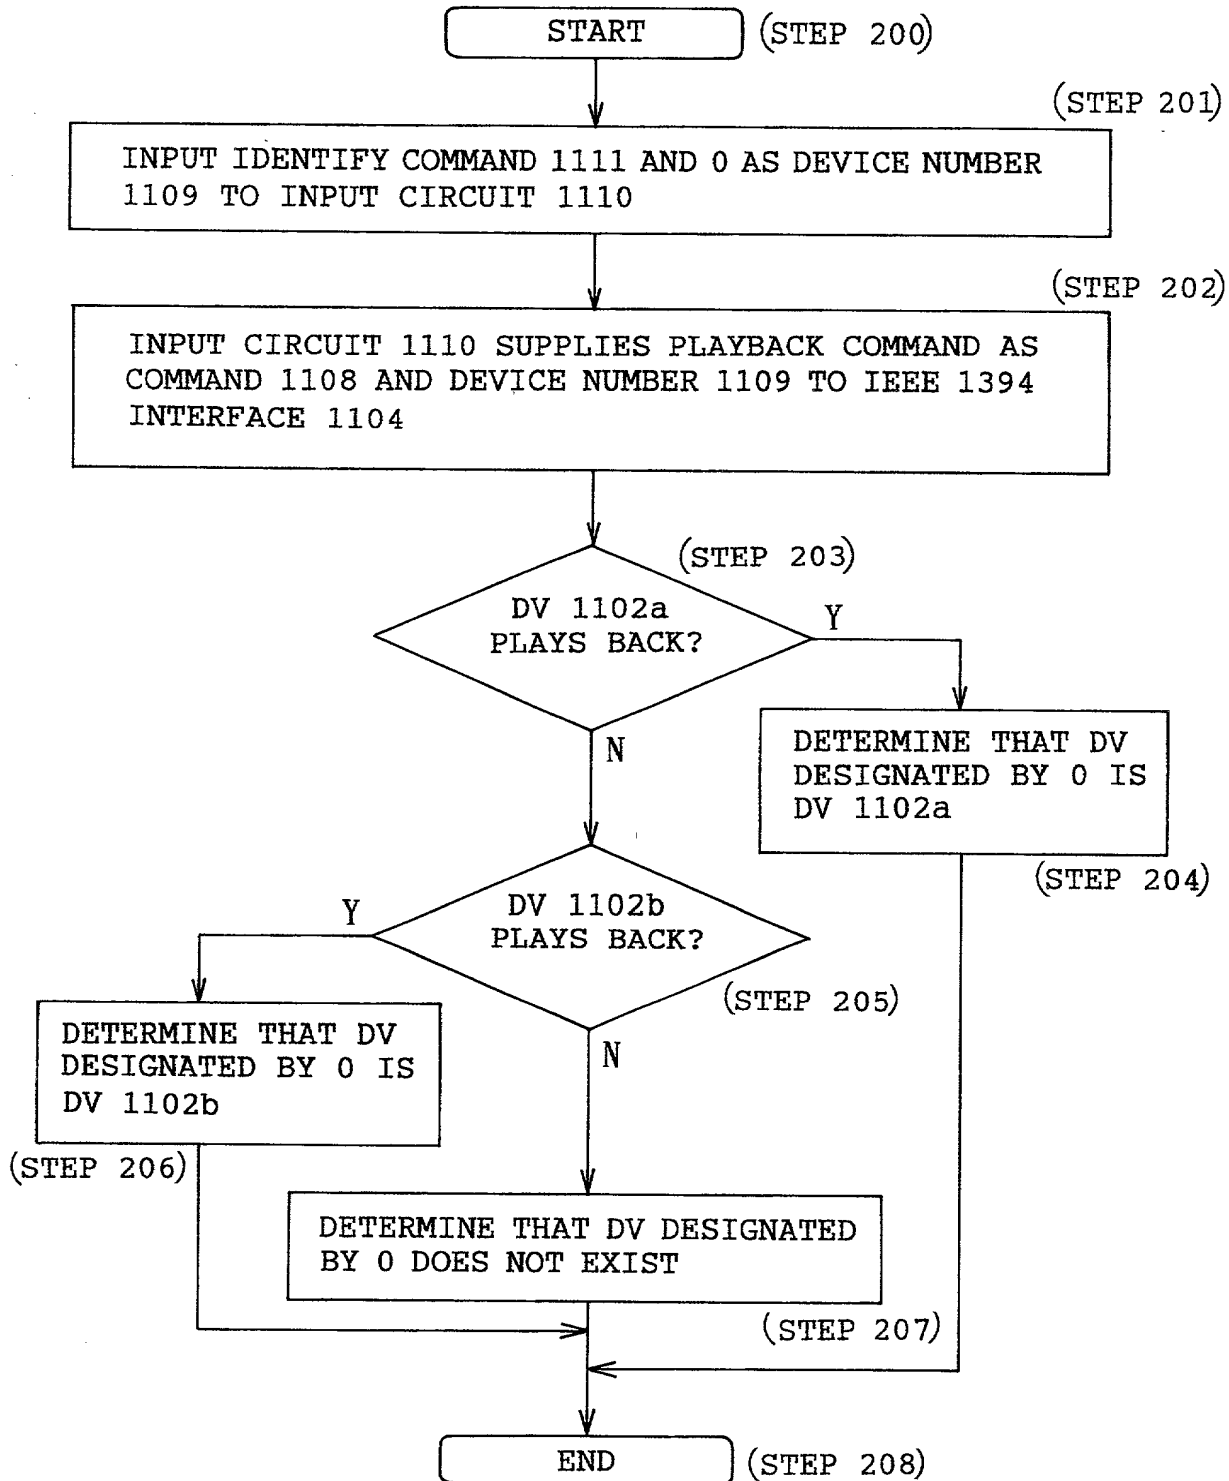 START
(STEP 200)
(STEP 201)
INPUT IDENTIFY COMMAND 1111 AND 0 AS DEVICE NUMBER
1109 TO INPUT CIRCUIT 1110
(STEP 202)
INPUT CIRCUIT 1110 SUPPLIES PLAYBACK COMMAND AS
COMMAND 1108 AND DEVICE NUMBER 1109 TO IEEE 1394
INTERFACE 1104
(STEP 203)
DV 1102a
PLAYS BACK?
Y
N
DETERMINE THAT DV
DESIGNATED BY 0 IS
DV 1102a
(STEP 204)
DV 1102b
PLAYS BACK?
Y
(STEP 205)
N
DETERMINE THAT DV
DESIGNATED BY 0 IS
DV 1102b
(STEP 206)
DETERMINE THAT DV DESIGNATED
BY 0 DOES NOT EXIST
(STEP 207)
END
(STEP 208)